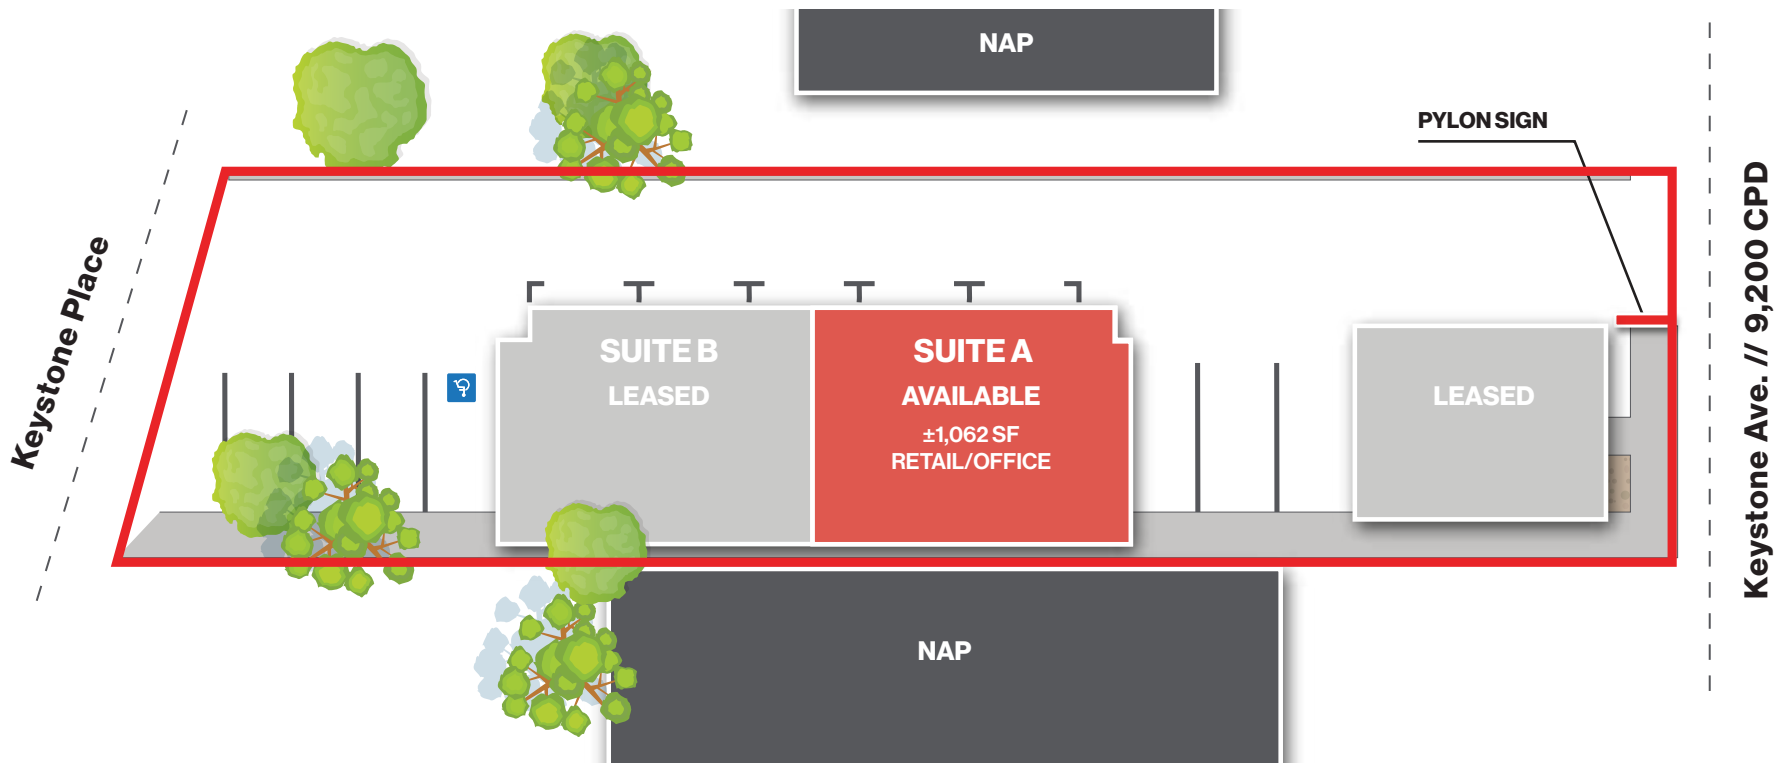 NAP
PYLON SIGN
Keystone Place
SUITE B
LEASED
SUITE A
AVAILABLE
±1,062 SF
RETAIL/OFFICE
LEASED
Keystone Ave. // 9,200 CPD
NAP